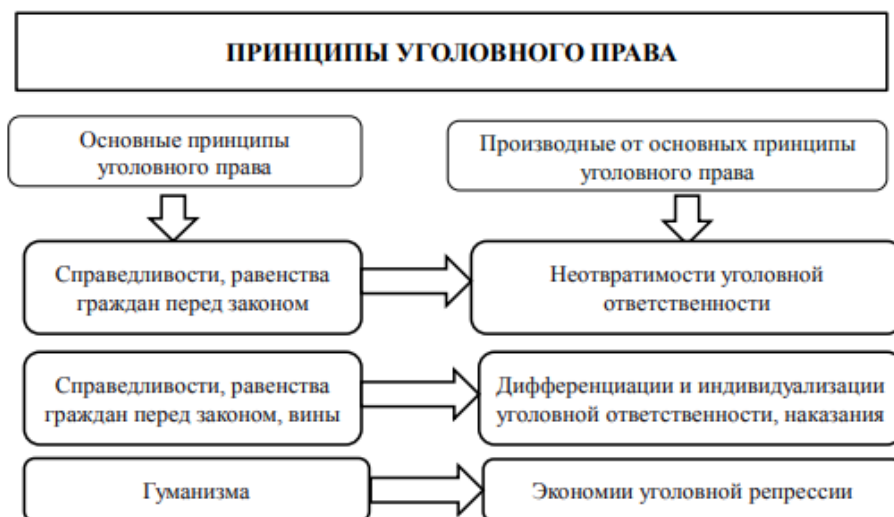 ПРИНЦИПЫ УГОЛОВНОГО ПРАВА
Основные принципы
уголовного права
Производные от основных принципы
уголовного права
Справедливости, равенства
граждан перед законом
Неотвратимости уголовной
ответственности
Справедливости, равенства
граждан перед законом, вины
Дифференциации и индивидуализации
уголовной ответственности, наказания
Гуманизма
Экономии уголовной репрессии